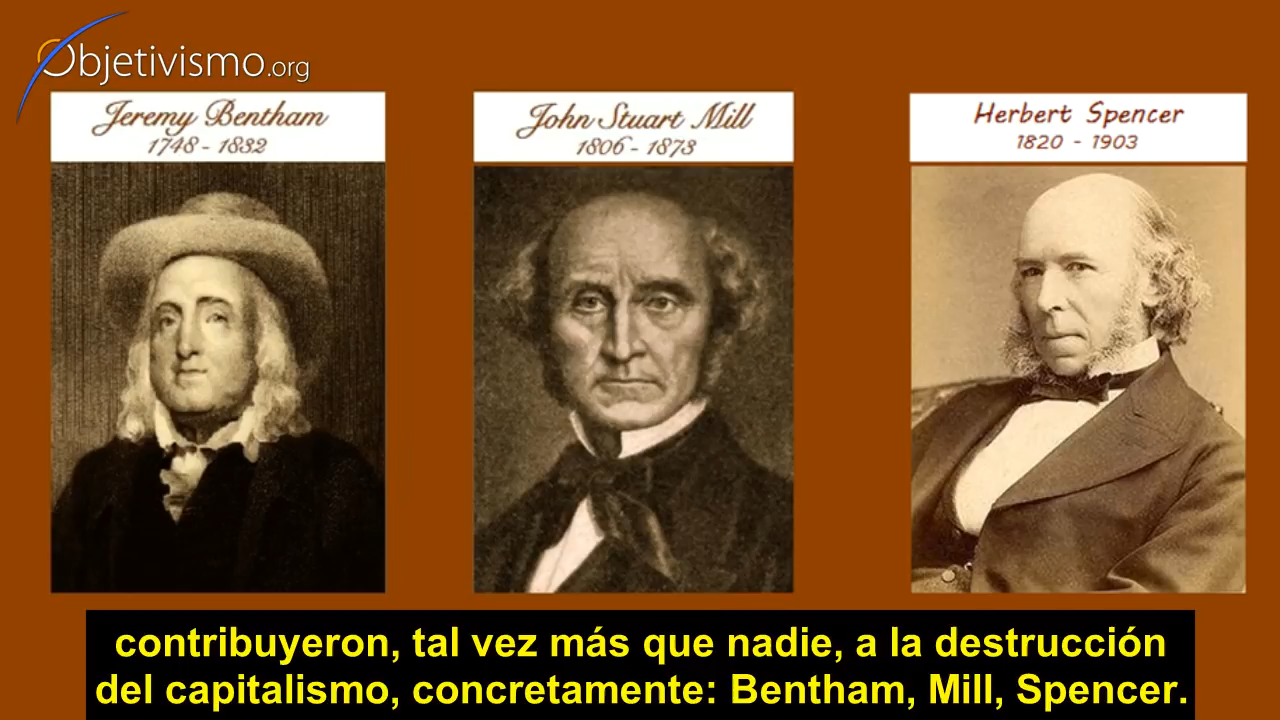 Objetivismo.org
Jeremy Bentham
1748 - 1832
John Stuart Mill
1806 - 1873
Herbert Spencer
1820 - 1903
contribuyeron, tal vez más que nadie, a la destrucción
del capitalismo, concretamente: Bentham, Mill, Spencer.